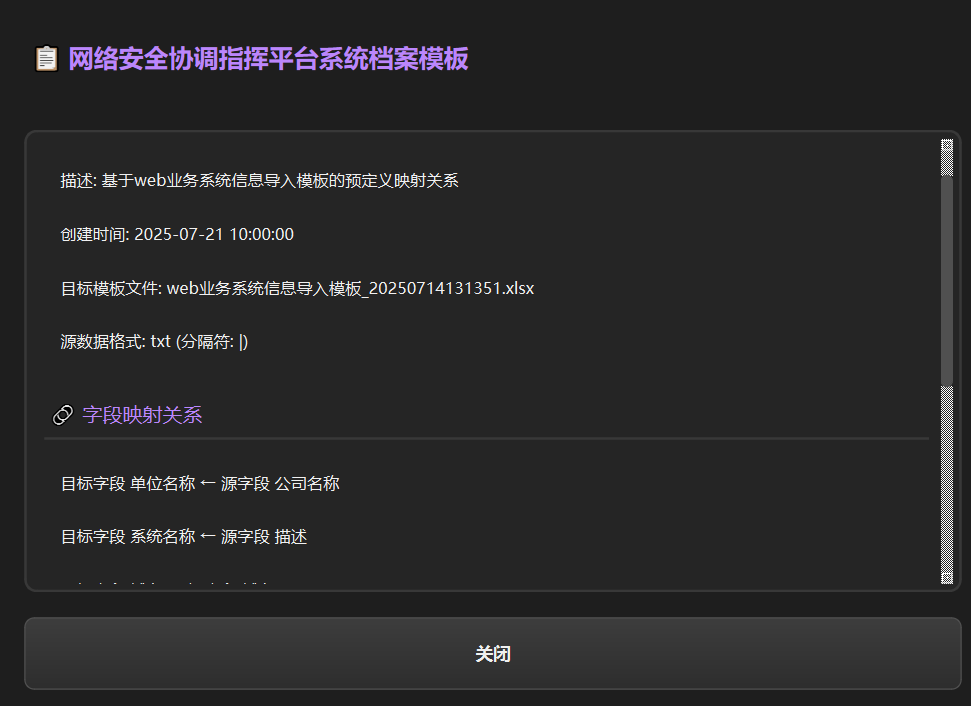 网络安全协调指挥平台系统档案模板
描述: 基于web业务系统信息导入模板的预定义映射关系
创建时间: 2025-07-21 10:00:00
目标模板文件: web业务系统信息导入模板_20250714131351.xlsx
源数据格式: txt (分隔符: |)
字段映射关系
目标字段 单位名称 ← 源字段 公司名称
目标字段 系统名称 ← 源字段 描述
关闭